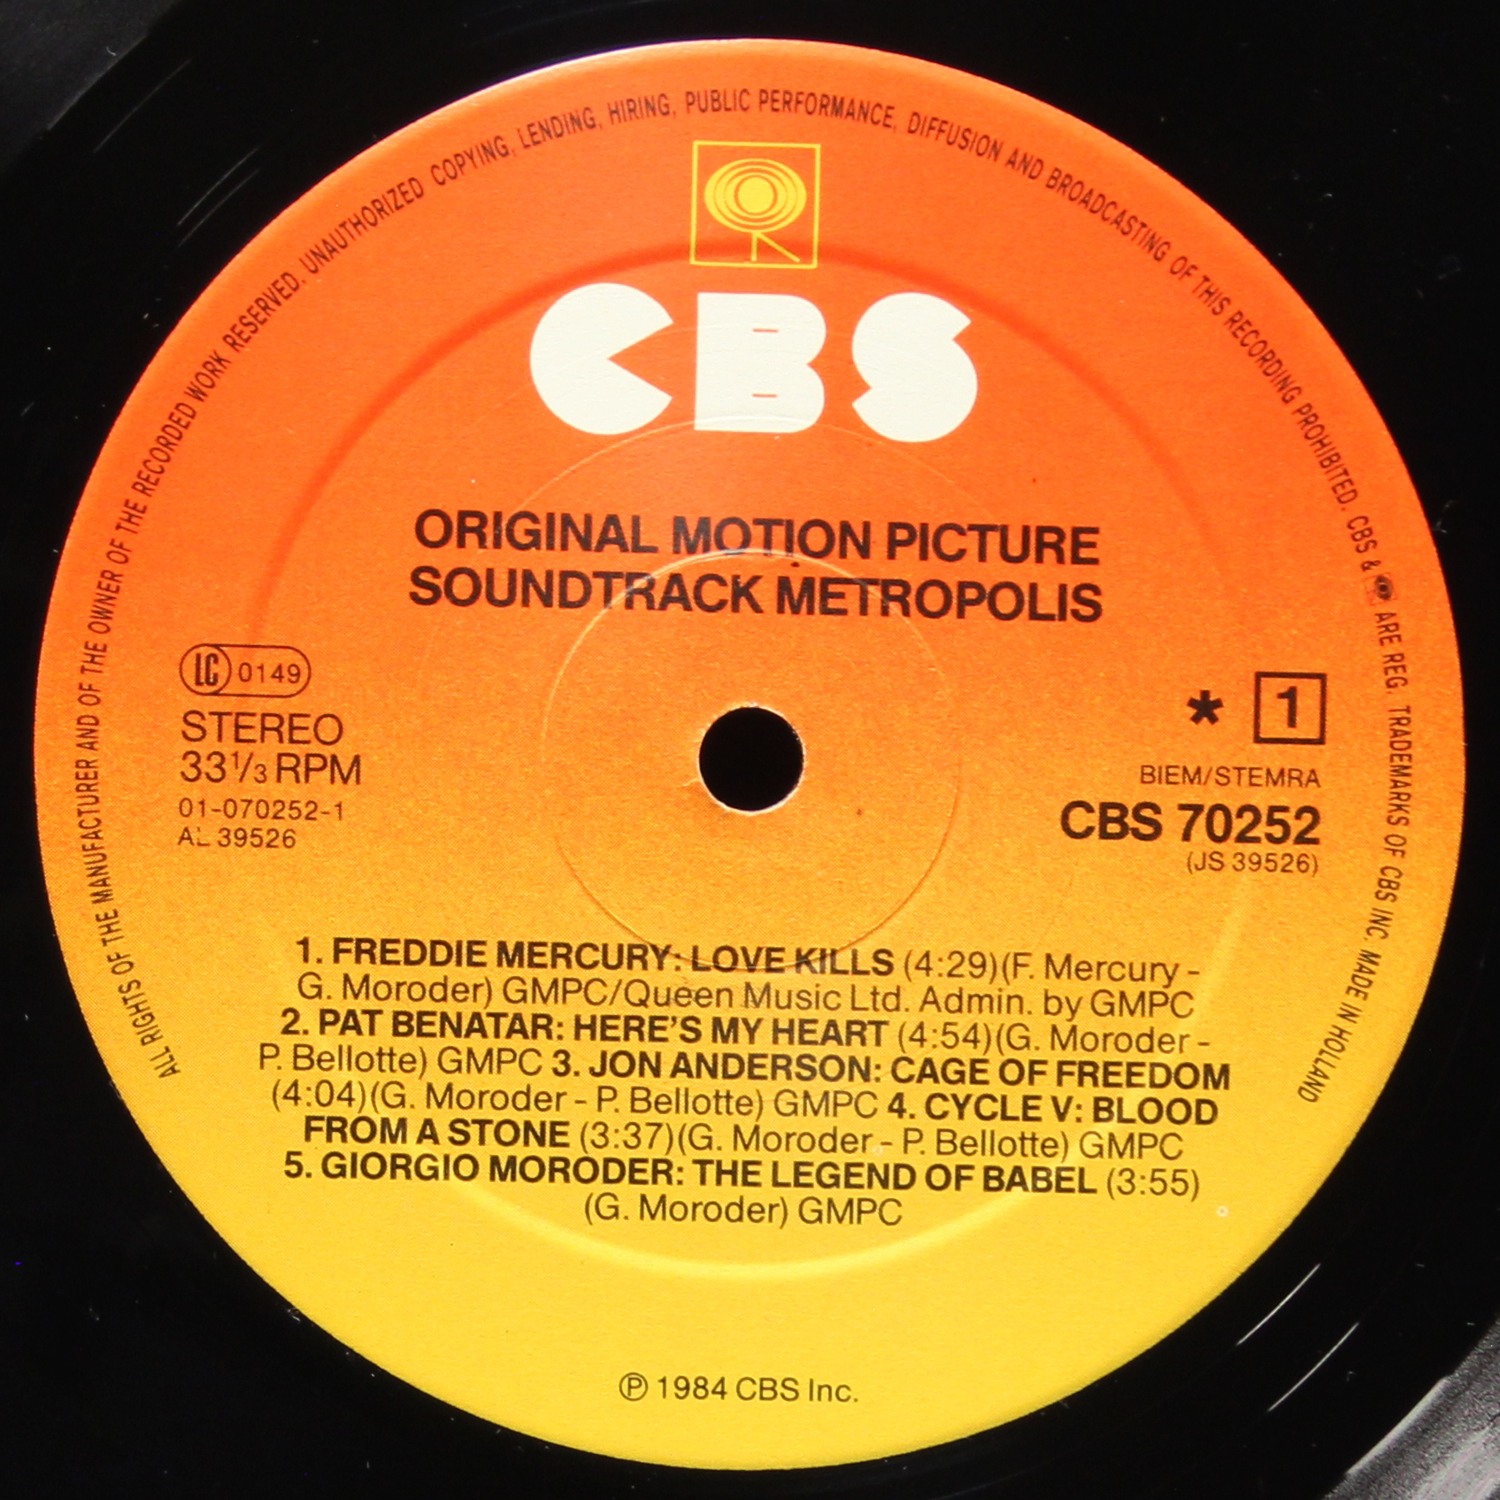 ALL RIGHTS OF THE MANUFACTURER AND OF THE OWNER OF THE RECORDED WORK RESERVED. UNAUTHORIZED COPYING, LENDING, HIRING, PUBLIC PERFORMANCE, DIFFUSION AND BROADCASTING OF THIS RECORDING PROHIBITED. CBS & ARE REG. TRADEMARKS OF CBS INC. MADE IN HOLLAND
CBS
ORIGINAL MOTION PICTURE
SOUNDTRACK METROPOLIS
LC 0149
STEREO
33 1/3 RPM
01-070252-1
AL 39526
* 1
BIEM/STEMRA
CBS 70252
(JS 39526)
1. FREDDIE MERCURY: LOVE KILLS (4:29)(F. Mercury -
G. Moroder) GMPC/Queen Music Ltd. Admin. by GMPC
2. PAT BENATAR: HERE'S MY HEART (4:54)(G. Moroder -
P. Bellotte) GMPC 3. JON ANDERSON: CAGE OF FREEDOM
(4:04)(G. Moroder - P. Bellotte) GMPC 4. CYCLE V: BLOOD
FROM A STONE (3:37)(G. Moroder - P. Bellotte) GMPC
5. GIORGIO MORODER: THE LEGEND OF BABEL (3:55)
(G. Moroder) GMPC
℗ 1984 CBS Inc.